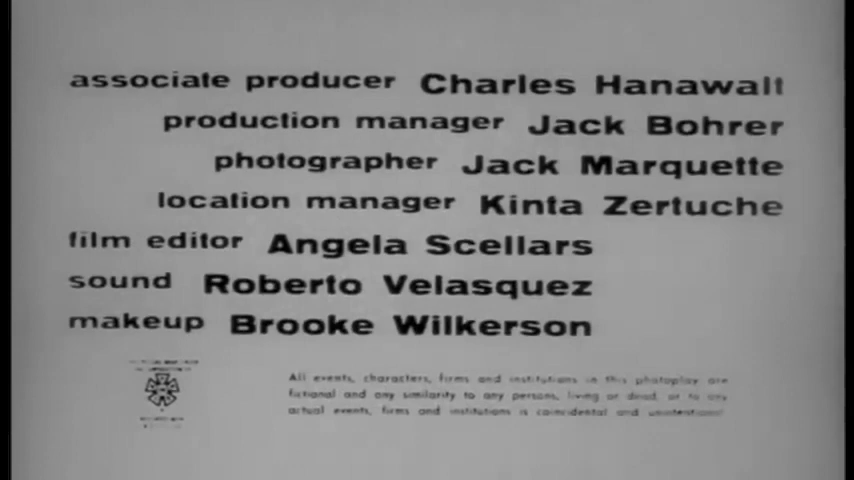 associate producer Charles Hanawalt
production manager Jack Bohrer
photographer Jack Marquette
location manager Kinta Zertuche
film editor Angela Scellars
sound Roberto Velasquez
makeup Brooke Wilkerson
All events, characters, firms and institutions in this photoplay are
fictional and any similarity to any persons, living or dead, or to any
actual events, firms and institutions is coincidental and unintentional